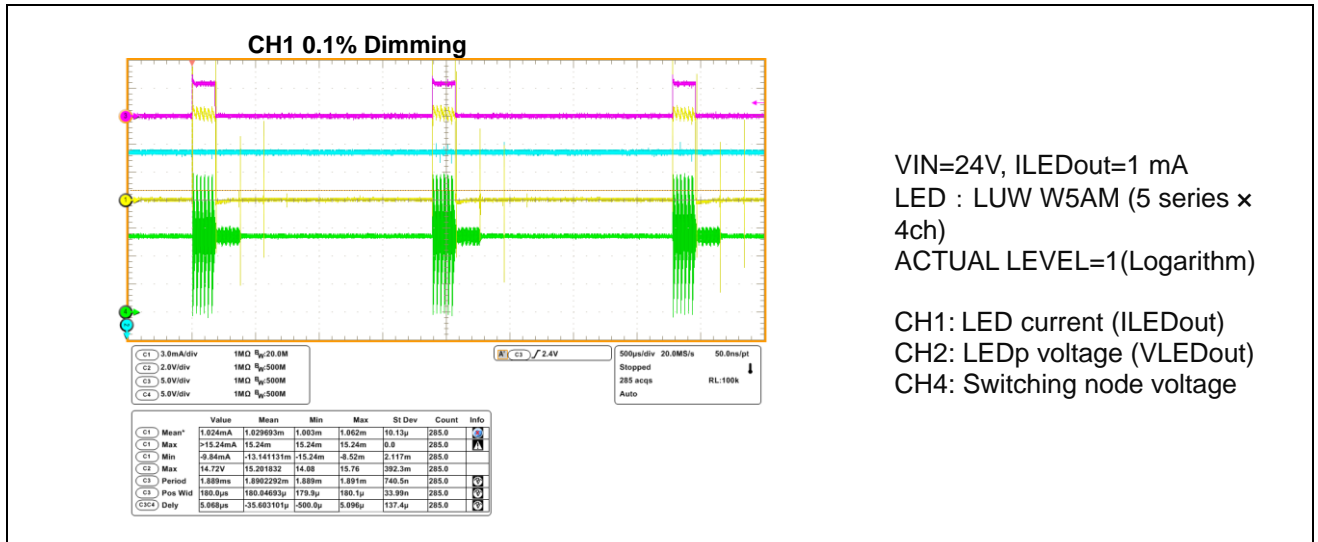 CH1 0.1% Dimming
VIN=24V, ILEDout=1 mA
LED：LUW W5AM (5 series ×
4ch)
ACTUAL LEVEL=1(Logarithm)
CH1: LED current (ILEDout)
CH2: LEDp voltage (VLEDout)
CH4: Switching node voltage
3
1
4
C1 3.0mA/div 1MΩ BW:20.0M
C2 2.0V/div 1MΩ BW:500M
C3 5.0V/div 1MΩ BW:500M
C4 5.0V/div 1MΩ BW:500M
A' C3 / 2.4V
500µs/div 20.0MS/s 50.0ns/pt
Stopped
285 acqs RL:100k
Auto
Value Mean Min Max St Dev Count Info
C1 Mean* 1.024mA 1.029693m 1.003m 1.062m 10.13µ 285.0
C1 Max >15.24mA 15.24m 15.24m 15.24m 0.0 285.0
C1 Min -9.84mA -13.141131m -15.24m -8.52m 2.117m 285.0
C2 Max 14.72V 15.201832 14.08 15.76 392.3m 285.0
C3 Period 1.889ms 1.8902292m 1.889m 1.891m 740.5n 285.0
C3 Pos Wid 180.0µs 180.04693µ 179.9µ 180.1µ 33.99n 285.0
C3C4 Dely 5.068µs -35.603101µ -500.0µ 5.096µ 137.4µ 285.0